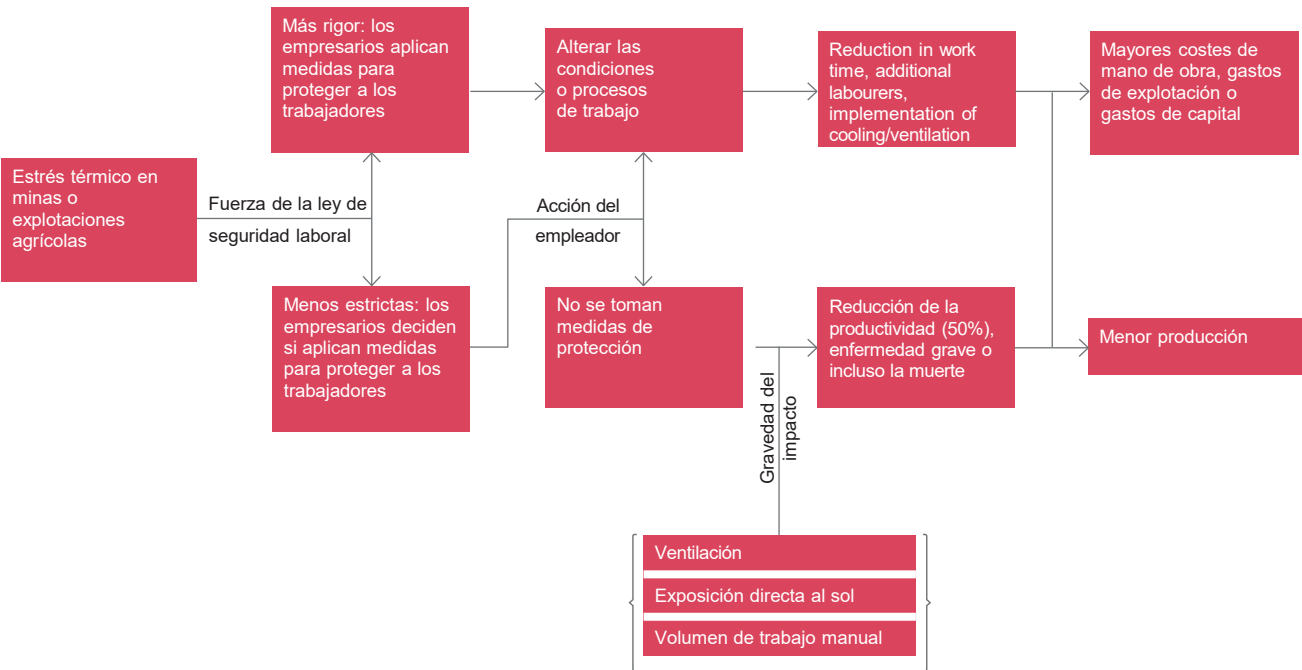 Más rigor: los
empresarios aplican
medidas para
proteger a los
trabajadores
Alterar las
condiciones
o procesos
de trabajo
Reduction in work
time, additional
labourers,
implementation of
cooling/ventilation
Mayores costes de
mano de obra, gastos
de explotación o
gastos de capital
Estrés térmico en
minas o
explotaciones
agrícolas
Fuerza de la ley de
seguridad laboral
Acción del
empleador
Menos estrictas: los
empresarios deciden
si aplican medidas
para proteger a los
trabajadores
No se toman
medidas de
protección
Reducción de la
productividad (50%),
enfermedad grave o
incluso la muerte
Menor producción
Gravedad del
impacto
Ventilación
Exposición directa al sol
Volumen de trabajo manual